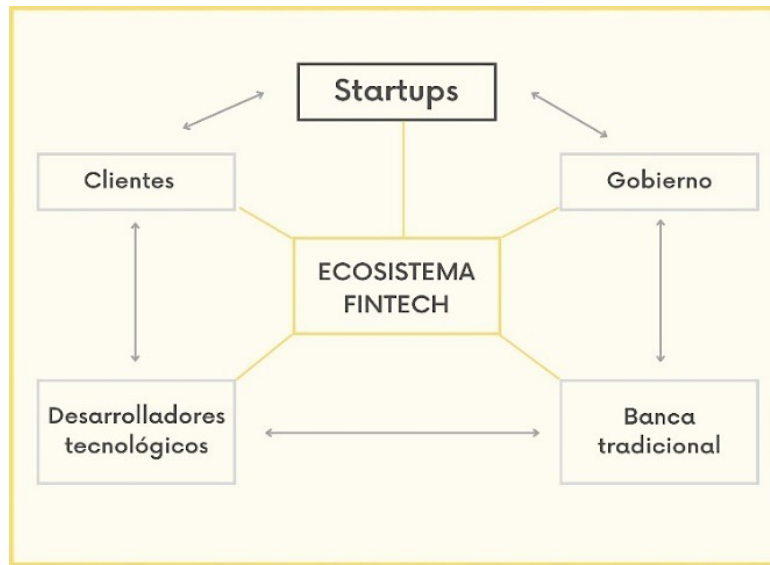 Startups
Clientes
Gobierno
ECOSISTEMA
FINTECH
Desarrolladores
tecnológicos
Banca
tradicional